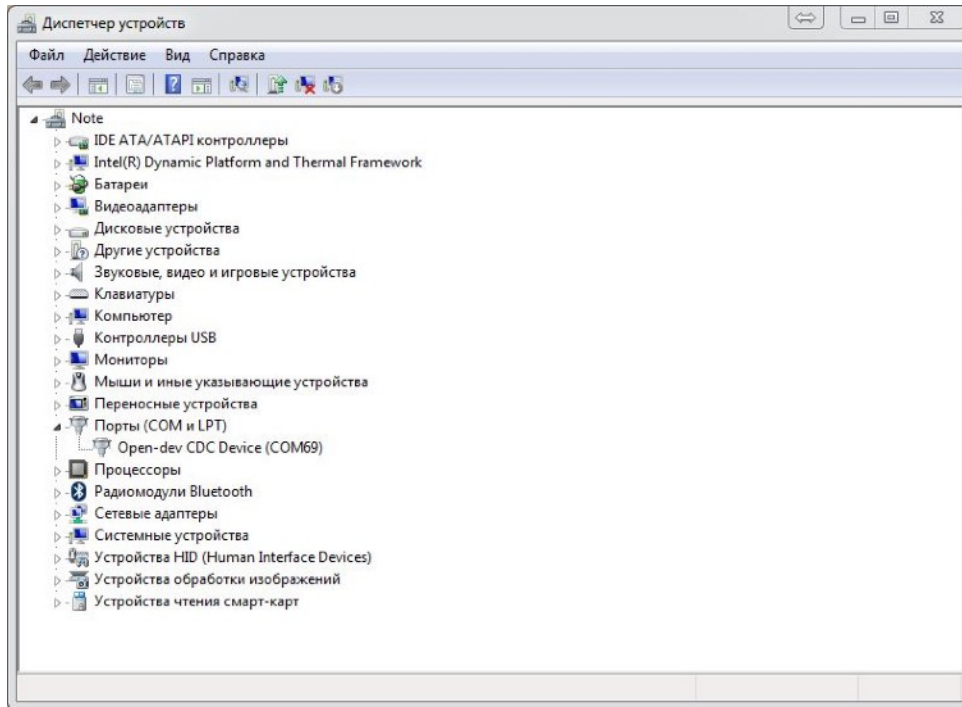 Диспетчер устройств
Файл Действие Вид Справка
Note
IDE ATA/ATAPI контроллеры
Intel(R) Dynamic Platform and Thermal Framework
Батареи
Видеоадаптеры
Дисковые устройства
Другие устройства
Звуковые, видео и игровые устройства
Клавиатуры
Компьютер
Контроллеры USB
Мониторы
Мыши и иные указывающие устройства
Переносные устройства
Порты (COM и LPT)
Open-dev CDC Device (COM69)
Процессоры
Радиомодули Bluetooth
Сетевые адаптеры
Системные устройства
Устройства HID (Human Interface Devices)
Устройства обработки изображений
Устройства чтения смарт-карт